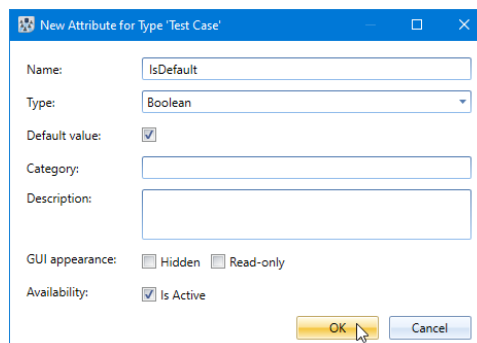 New Attribute for Type 'Test Case'
Name: IsDefault
Type: Boolean
Default value:
Category:
Description:
GUI appearance: Hidden Read-only
Availability: Is Active
OK Cancel